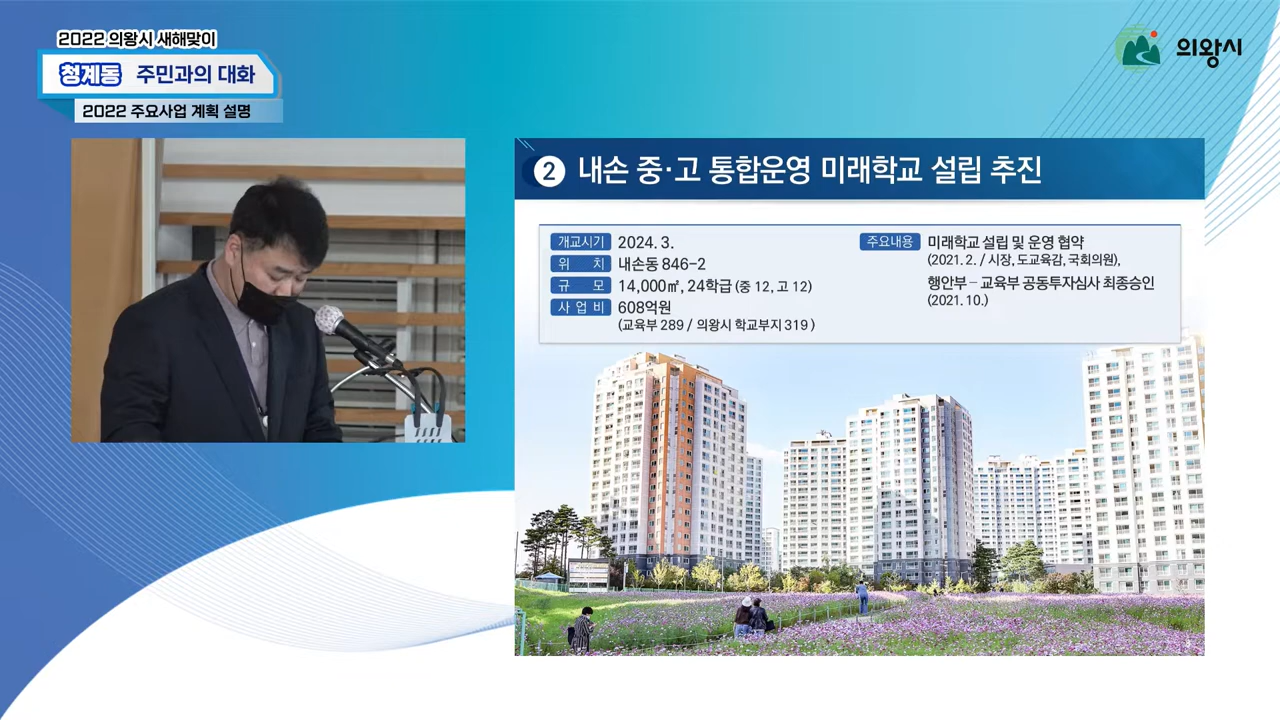 2022 의왕시 새해맞이
청계동 주민과의 대화
2022 주요사업 계획 설명
의왕시
2 내손 중·고 통합운영 미래학교 설립 추진
개교시기 2024. 3.
위 치 내손동 846-2
규 모 14,000㎡, 24학급 (중 12, 고 12)
사 업 비 608억원
(교육부 289 / 의왕시 학교부지 319 )
주요내용 미래학교 설립 및 운영 협약
(2021. 2. / 시장, 도교육감, 국회의원),
행안부 – 교육부 공동투자심사 최종승인
(2021. 10.)